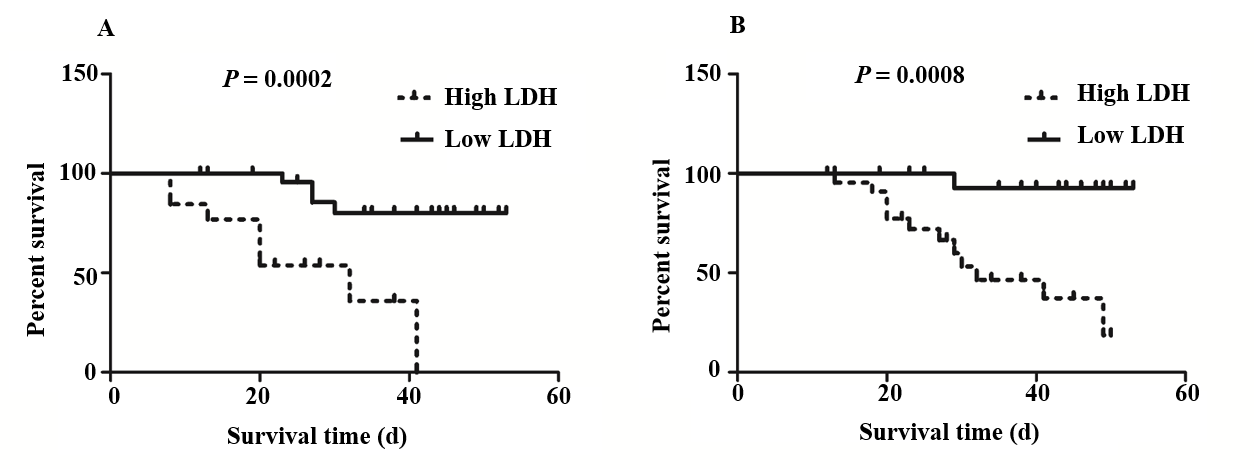 A
P = 0.0002
High LDH
Low LDH
150
100
50
0
0 20 40 60
Percent survival
Survival time (d)
B
P = 0.0008
High LDH
Low LDH
150
100
50
0
0 20 40 60
Percent survival
Survival time (d)